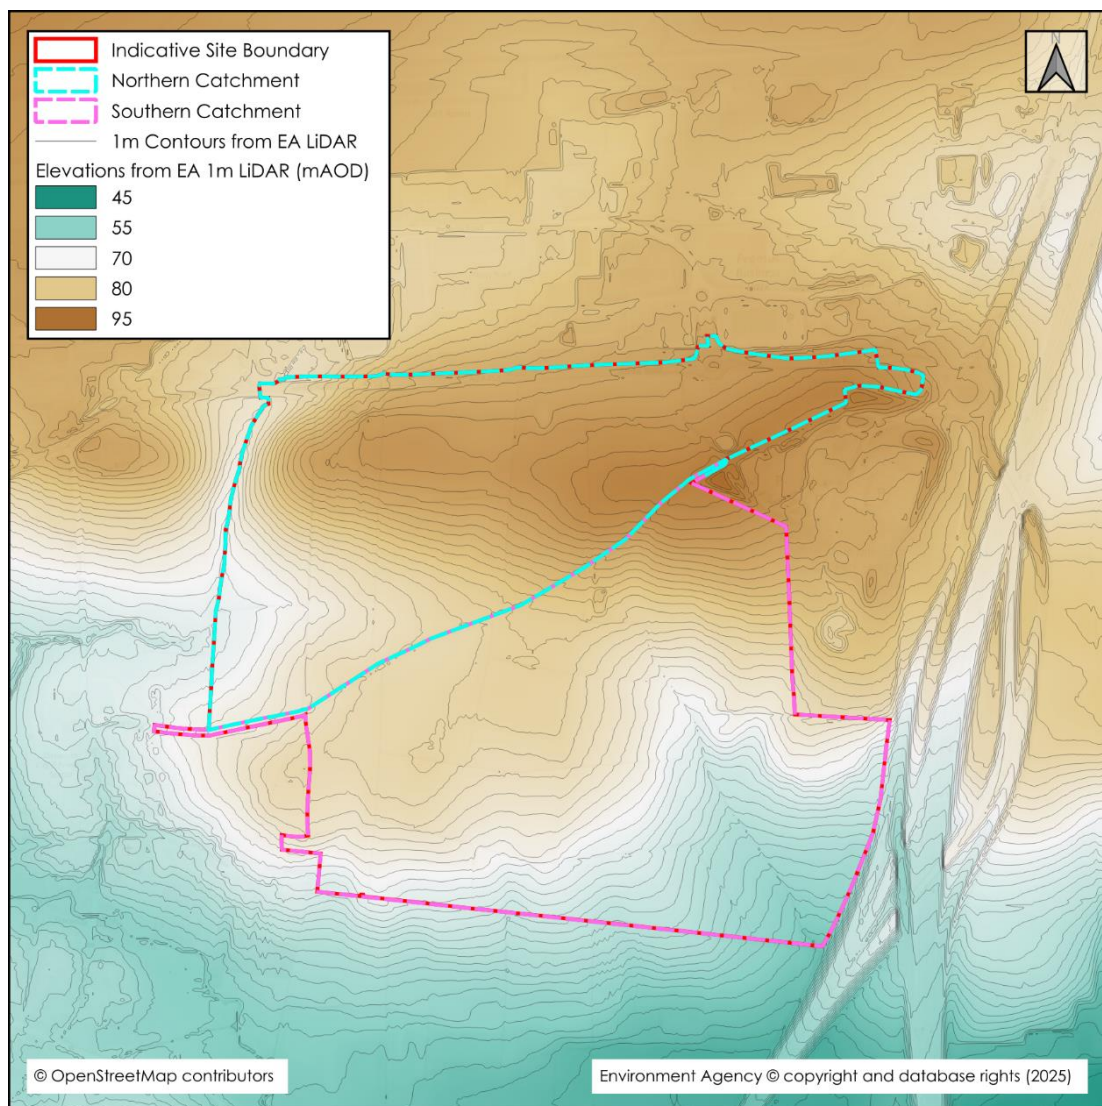 N
Indicative Site Boundary
Northern Catchment
Southern Catchment
1m Contours from EA LiDAR
Elevations from EA 1m LiDAR (mAOD)
45
55
70
80
95
© OpenStreetMap contributors
Environment Agency © copyright and database rights (2025)